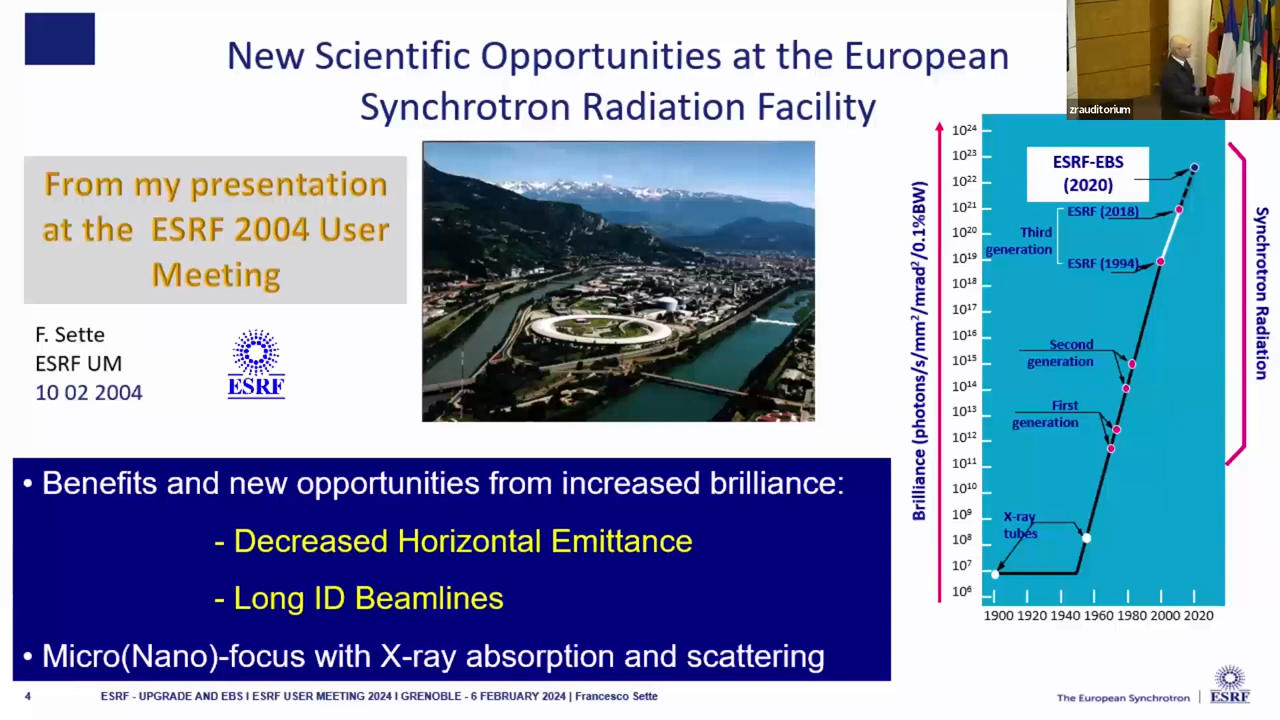 New Scientific Opportunities at the European
Synchrotron Radiation Facility
zrauditorium
From my presentation
at the ESRF 2004 User
Meeting
F. Sette
ESRF UM
10 02 2004
ESRF
Brilliance (photons/s/mm²/mrad²/0.1%BW)
10²⁴
10²³
10²²
10²¹
10²⁰
10¹⁹
10¹⁸
10¹⁷
10¹⁶
10¹⁵
10¹⁴
10¹³
10¹²
10¹¹
10¹⁰
10⁹
10⁸
10⁷
10⁶
ESRF-EBS
(2020)
ESRF (2018)
Third
generation
ESRF (1994)
Second
generation
First
generation
X-ray
tubes
1900 1920 1940 1960 1980 2000 2020
Synchrotron Radiation
• Benefits and new opportunities from increased brilliance:
- Decreased Horizontal Emittance
- Long ID Beamlines
• Micro(Nano)-focus with X-ray absorption and scattering
4 ESRF - UPGRADE AND EBS I ESRF USER MEETING 2024 I GRENOBLE - 6 FEBRUARY 2024 | Francesco Sette
The European Synchrotron | ESRF